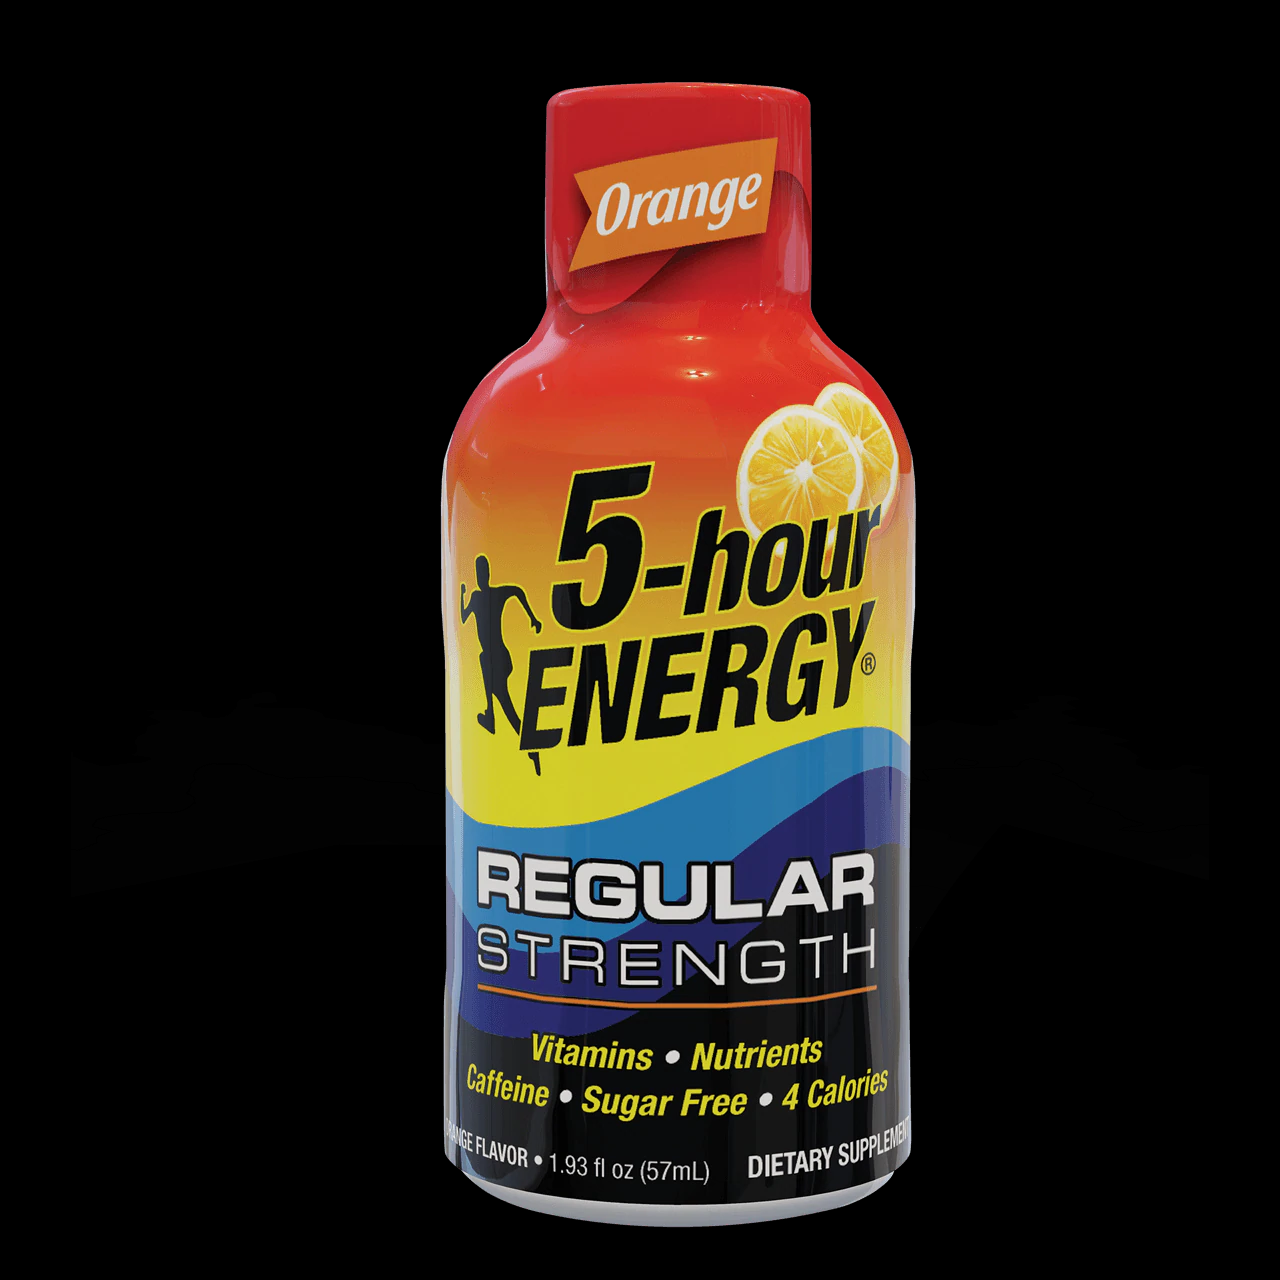 Orange
5-hour
ENERGY®
REGULAR
STRENGTH
Vitamins • Nutrients
Caffeine • Sugar Free • 4 Calories
FLAVOR • 1.93 fl oz (57mL) DIETARY SUPPLEMENT